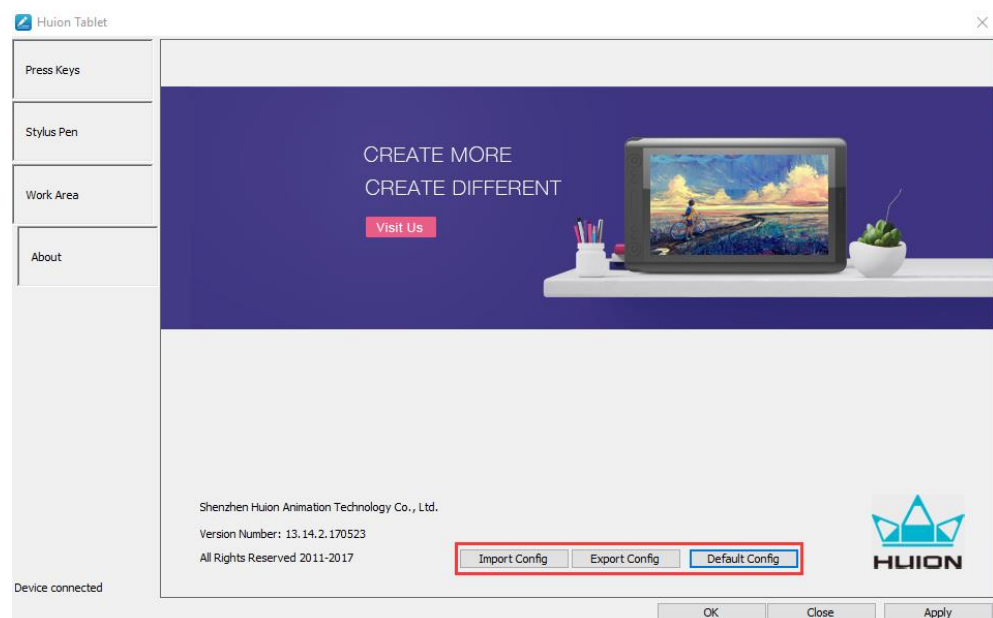 Huion Tablet
Press Keys
Stylus Pen
Work Area
About
CREATE MORE
CREATE DIFFERENT
Visit Us
Shenzhen Huion Animation Technology Co., Ltd.
Version Number: 13.14.2.170523
All Rights Reserved 2011-2017
Import Config
Export Config
Default Config
HUION
Device connected
OK
Close
Apply